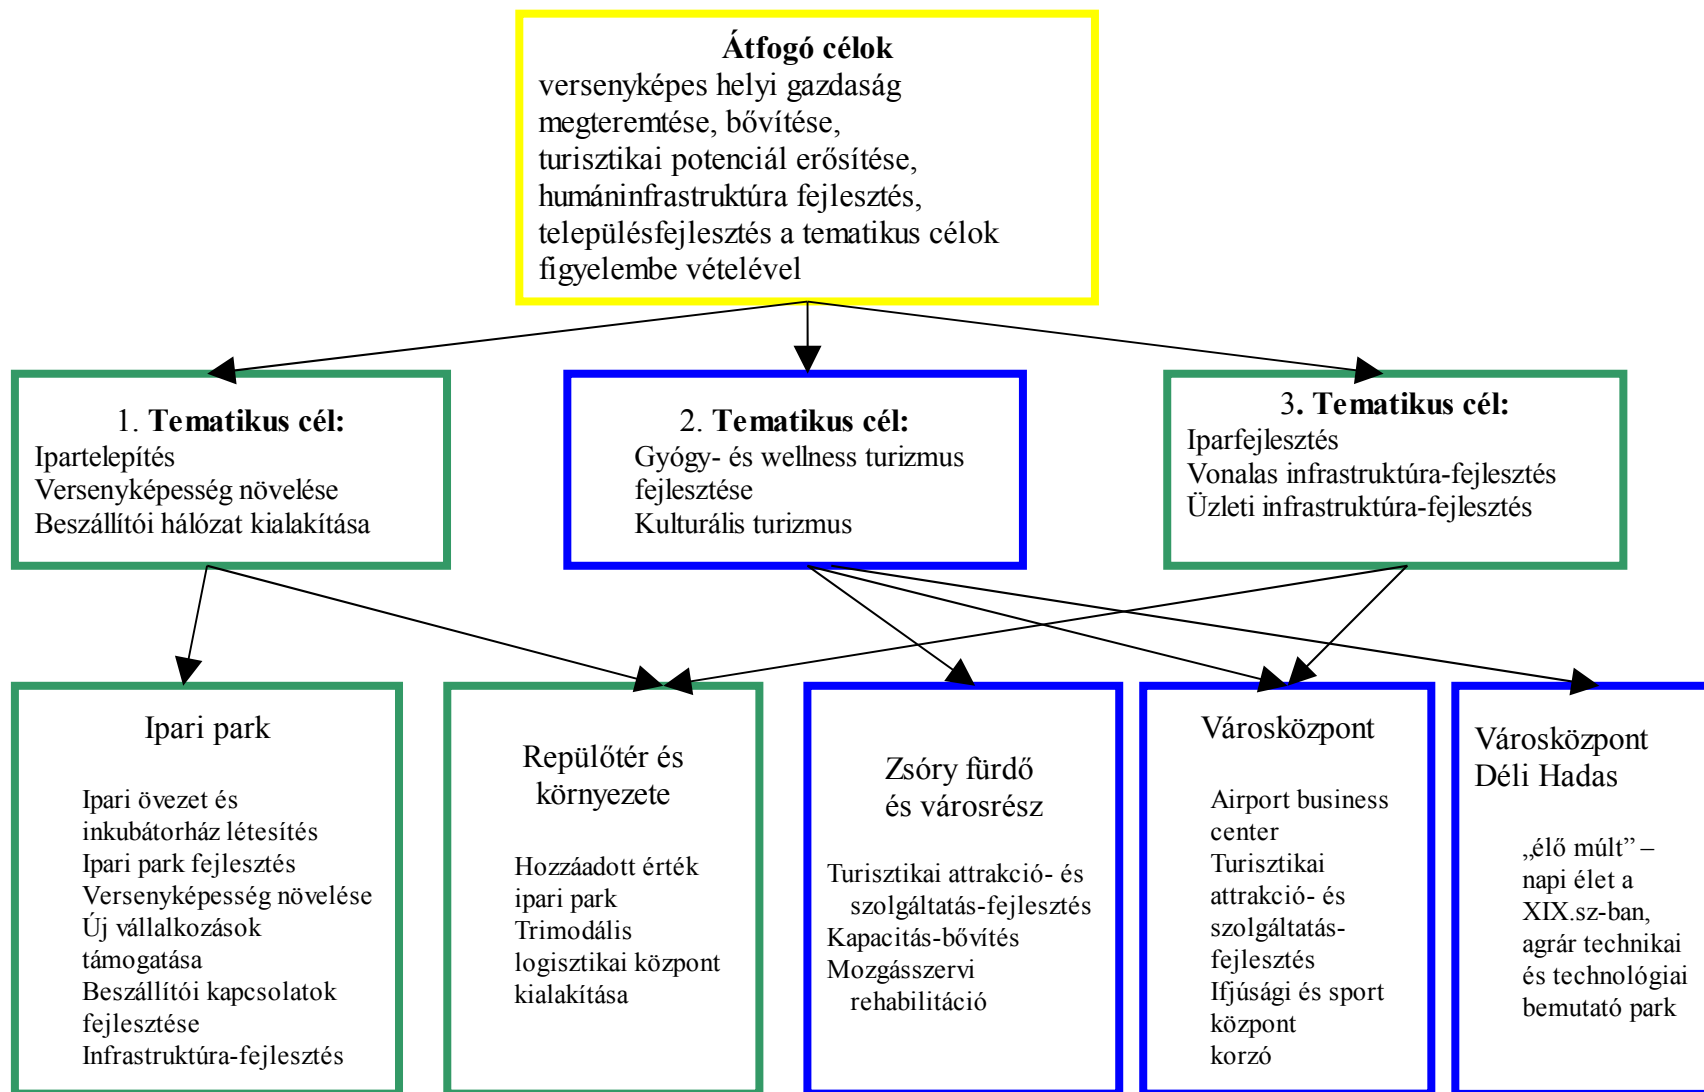 Átfogó célok
versenyképes helyi gazdaság
megteremtése, bővítése,
turisztikai potenciál erősítése,
humáninfrastruktúra fejlesztés,
településfejlesztés a tematikus célok
figyelembe vételével
1. Tematikus cél:
Ipartelepítés
Versenyképesség növelése
Beszállítói hálózat kialakítása
2. Tematikus cél:
Gyógy- és wellness turizmus
fejlesztése
Kulturális turizmus
3. Tematikus cél:
Iparfejlesztés
Vonalas infrastruktúra-fejlesztés
Üzleti infrastruktúra-fejlesztés
Ipari park
Ipari övezet és
inkubátorház létesítés
Ipari park fejlesztés
Versenyképesség növelése
Új vállalkozások
támogatása
Beszállítói kapcsolatok
fejlesztése
Infrastruktúra-fejlesztés
Repülőtér és
környezete
Hozzáadott érték
ipari park
Trimodális
logisztikai központ
kialakítása
Zsóry fürdő
és városrész
Turisztikai attrakció- és
szolgáltatás-fejlesztés
Kapacitás-bővítés
Mozgásszervi
rehabilitáció
Városközpont
Airport business
center
Turisztikai
attrakció- és
szolgáltatás-
fejlesztés
Ifjúsági és sport
központ
korzó
Városközpont
Déli Hadas
„élő múlt” –
napi élet a
XIX.sz-ban,
agrár technikai
és technológiai
bemutató park